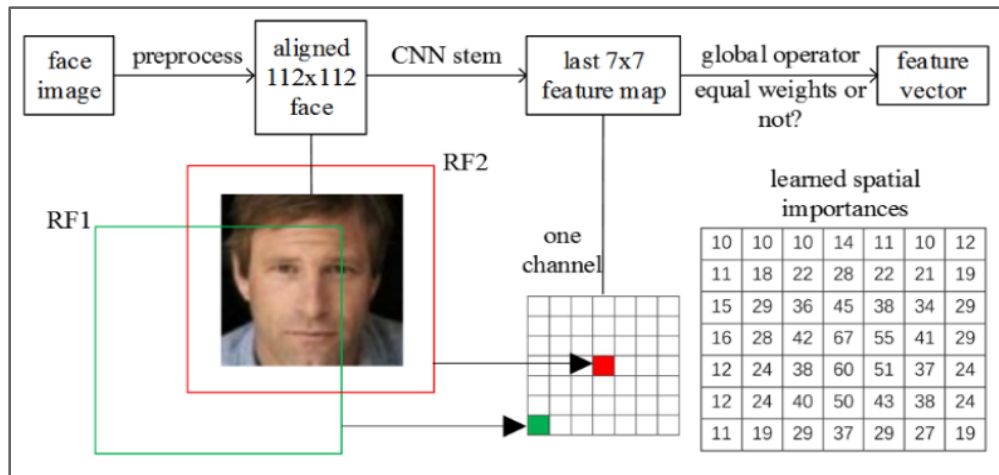 face
image
preprocess
aligned
112x112
face
CNN stem
last 7x7
feature map
global operator
equal weights or
not?
feature
vector
RF2
RF1
one
channel
learned spatial
importances
10 10 10 14 11 10 12
11 18 22 28 22 21 19
15 29 36 45 38 34 29
16 28 42 67 55 41 29
12 24 38 60 51 37 24
12 24 40 50 43 38 24
11 19 29 37 29 27 19